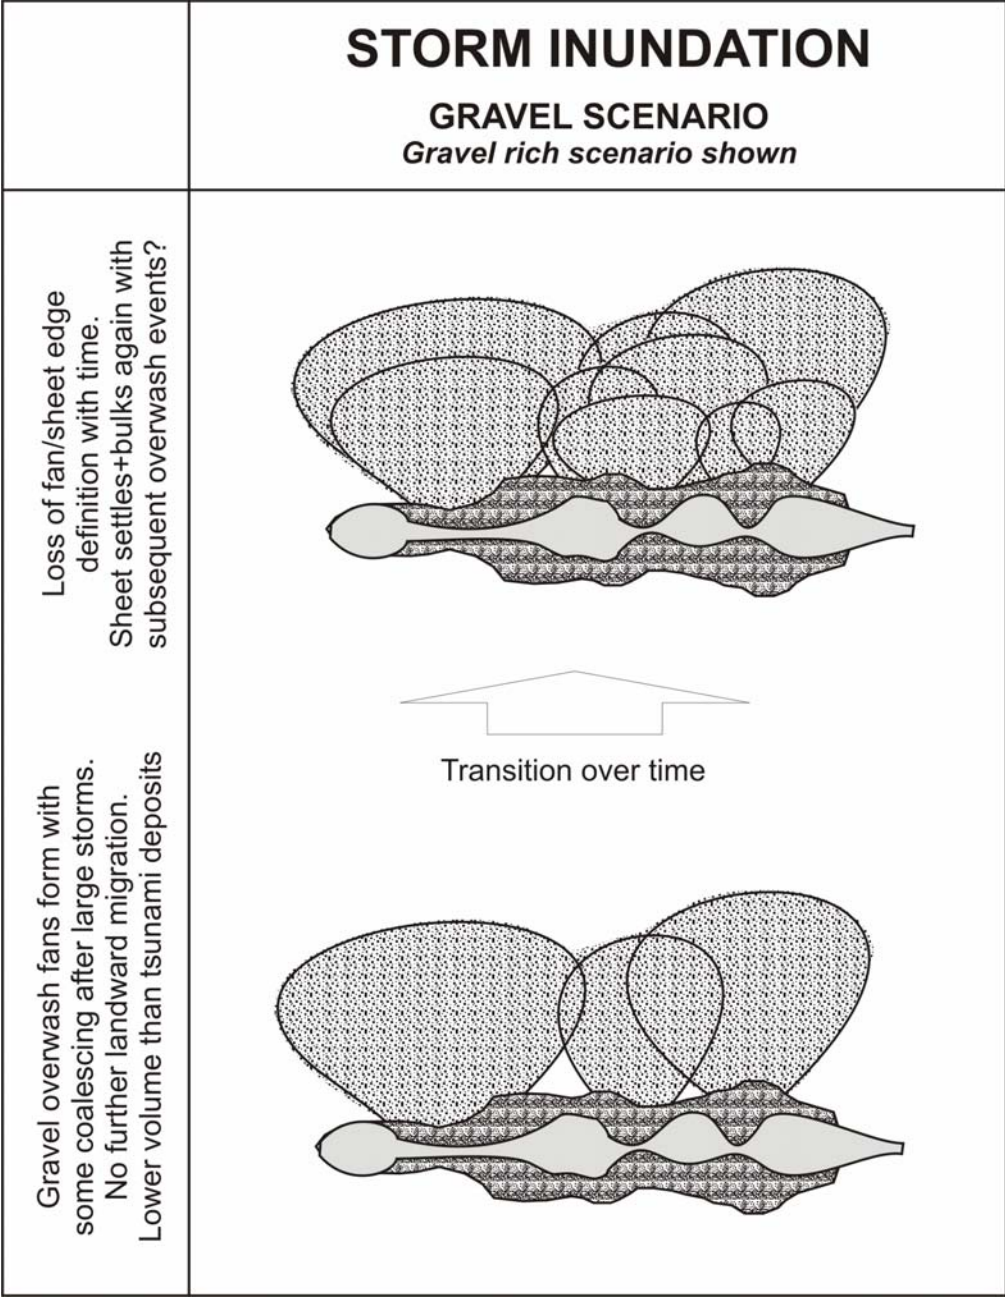 STORM INUNDATION
GRAVEL SCENARIO
Gravel rich scenario shown
Loss of fan/sheet edge
definition with time.
Sheet settles+bulks again with
subsequent overwash events?
Transition over time
Gravel overwash fans form with
some coalescing after large storms.
No further landward migration.
Lower volume than tsunami deposits